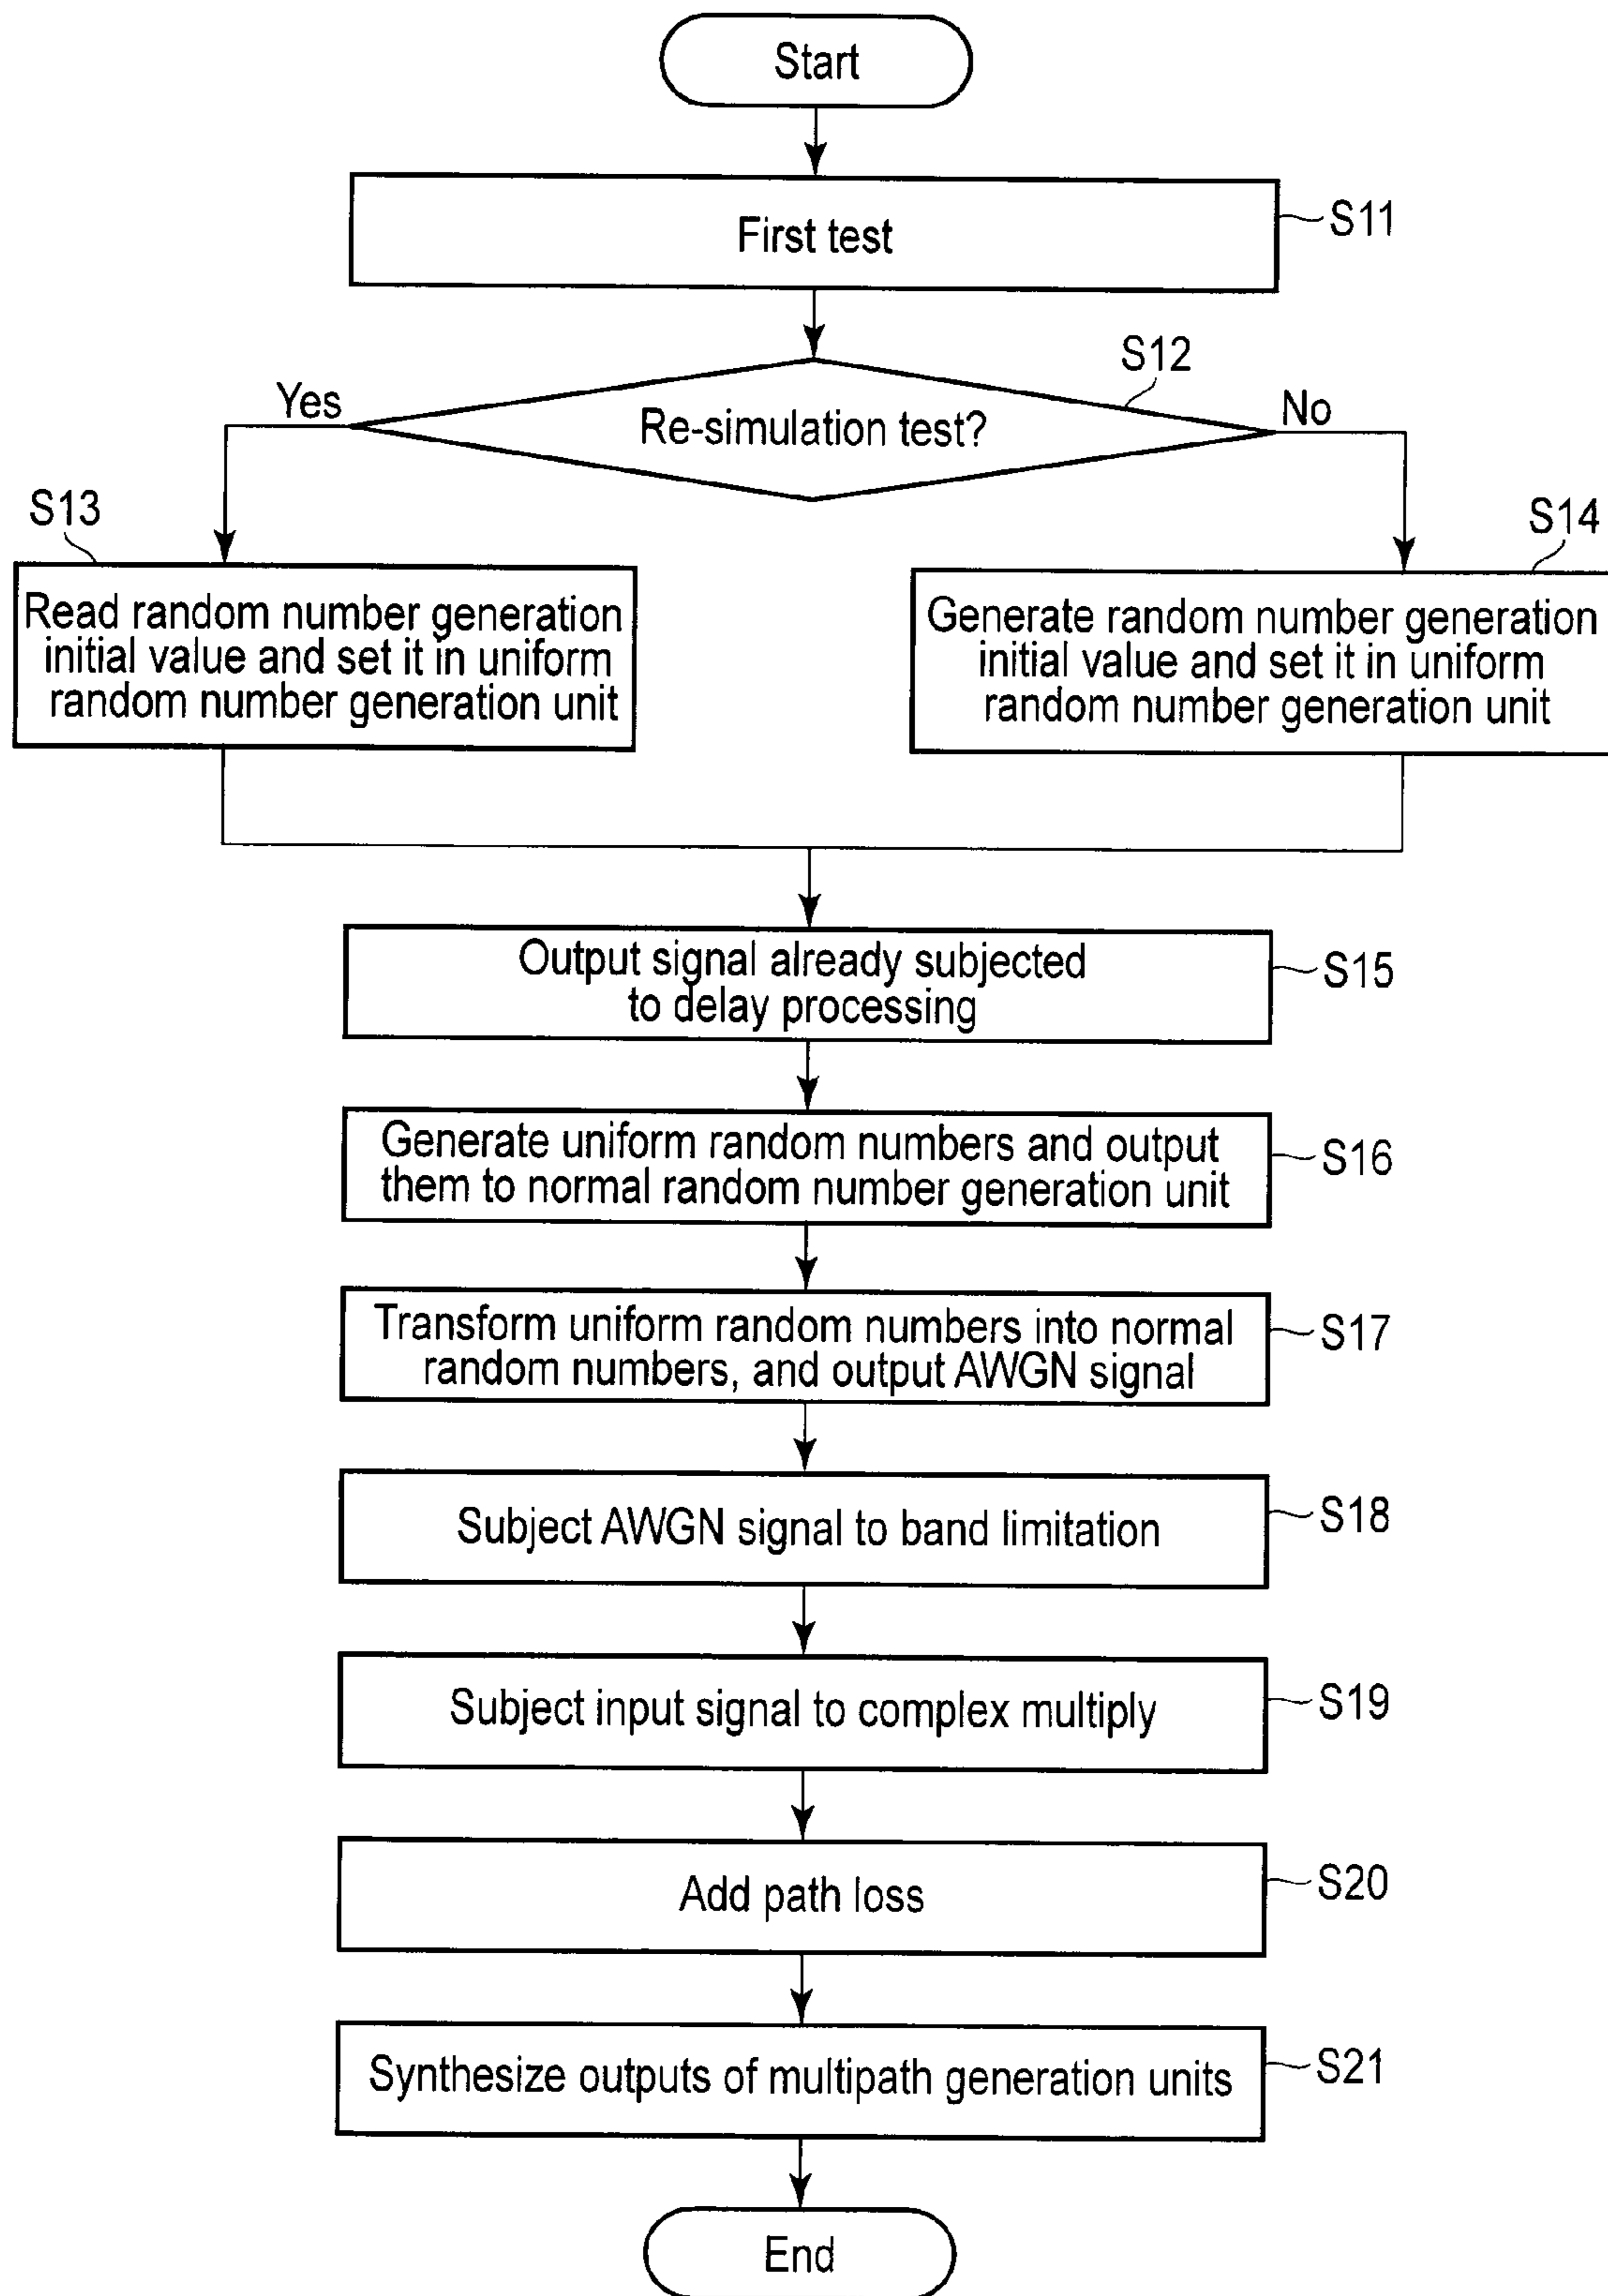 Start
First test
S11
S12
Yes
Re-simulation test?
No
S13
S14
Read random number generation
initial value and set it in uniform
random number generation unit
Generate random number generation
initial value and set it in uniform
random number generation unit
Output signal already subjected
to delay processing
S15
Generate uniform random numbers and output
them to normal random number generation unit
S16
Transform uniform random numbers into normal
random numbers, and output AWGN signal
S17
Subject AWGN signal to band limitation
S18
Subject input signal to complex multiply
S19
Add path loss
S20
Synthesize outputs of multipath generation units
S21
End